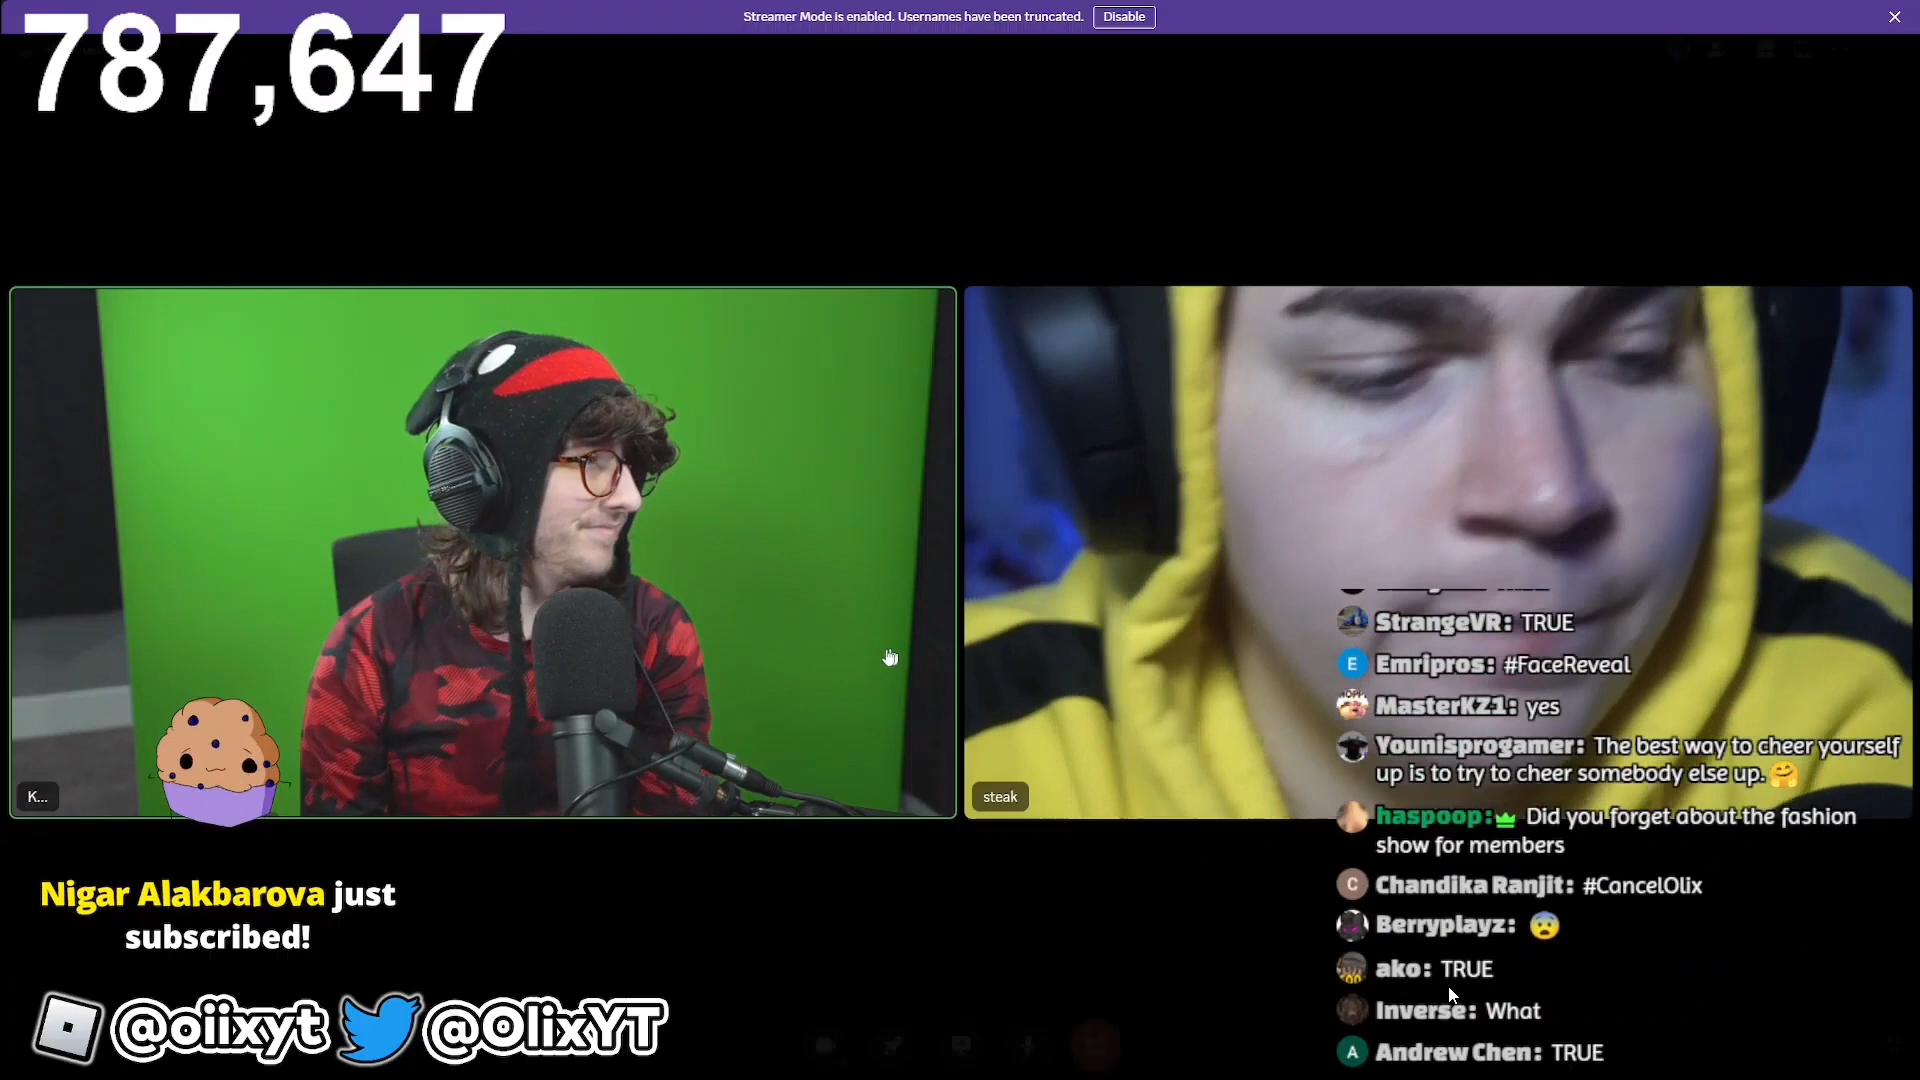 Streamer Mode is enabled. Usernames have been truncated. Disable
787,647
K...
steak
StrangeVR: TRUE
Emripros: #FaceReveal
MasterKZ1: yes
Younisprogamer: The best way to cheer yourself
up is to try to cheer somebody else up.🤗
haspoop: Did you forget about the fashion
show for members
Chandika Ranjit: #CancelOlix
Berryplayz: 😨
ako: TRUE
Inverse: What
Andrew Chen: TRUE
Nigar Alakbarova just
subscribed!
@oiixyt @OlixYT